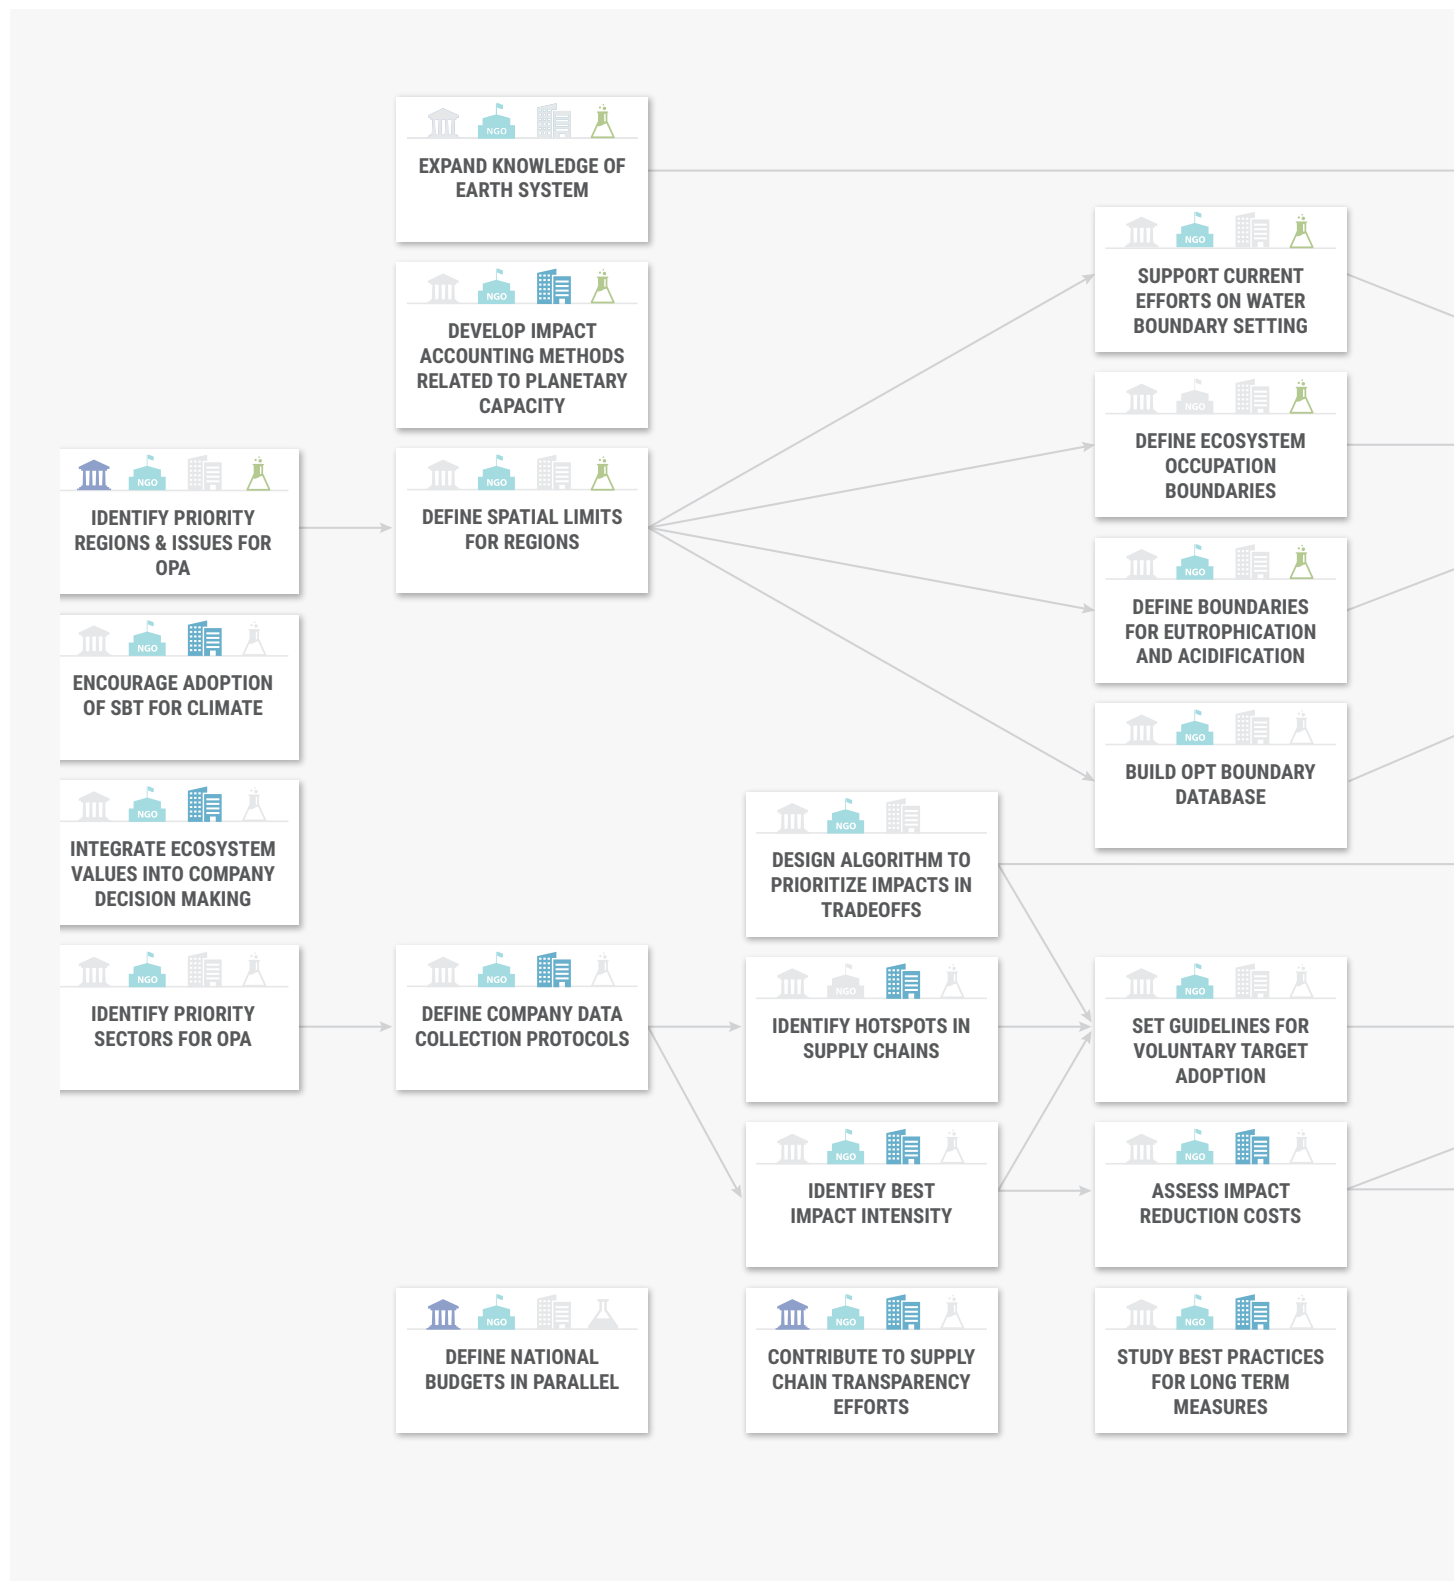 NGO
EXPAND KNOWLEDGE OF
EARTH SYSTEM
NGO
DEVELOP IMPACT
ACCOUNTING METHODS
RELATED TO PLANETARY
CAPACITY
NGO
IDENTIFY PRIORITY
REGIONS & ISSUES FOR
OPA
NGO
DEFINE SPATIAL LIMITS
FOR REGIONS
NGO
SUPPORT CURRENT
EFFORTS ON WATER
BOUNDARY SETTING
NGO
DEFINE ECOSYSTEM
OCCUPATION
BOUNDARIES
NGO
DEFINE BOUNDARIES
FOR EUTROPHICATION
AND ACIDIFICATION
NGO
BUILD OPT BOUNDARY
DATABASE
NGO
ENCOURAGE ADOPTION
OF SBT FOR CLIMATE
NGO
INTEGRATE ECOSYSTEM
VALUES INTO COMPANY
DECISION MAKING
NGO
IDENTIFY PRIORITY
SECTORS FOR OPA
NGO
DEFINE COMPANY DATA
COLLECTION PROTOCOLS
NGO
DESIGN ALGORITHM TO
PRIORITIZE IMPACTS IN
TRADEOFFS
NGO
IDENTIFY HOTSPOTS IN
SUPPLY CHAINS
NGO
SET GUIDELINES FOR
VOLUNTARY TARGET
ADOPTION
NGO
IDENTIFY BEST
IMPACT INTENSITY
NGO
ASSESS IMPACT
REDUCTION COSTS
NGO
DEFINE NATIONAL
BUDGETS IN PARALLEL
NGO
CONTRIBUTE TO SUPPLY
CHAIN TRANSPARENCY
EFFORTS
NGO
STUDY BEST PRACTICES
FOR LONG TERM
MEASURES